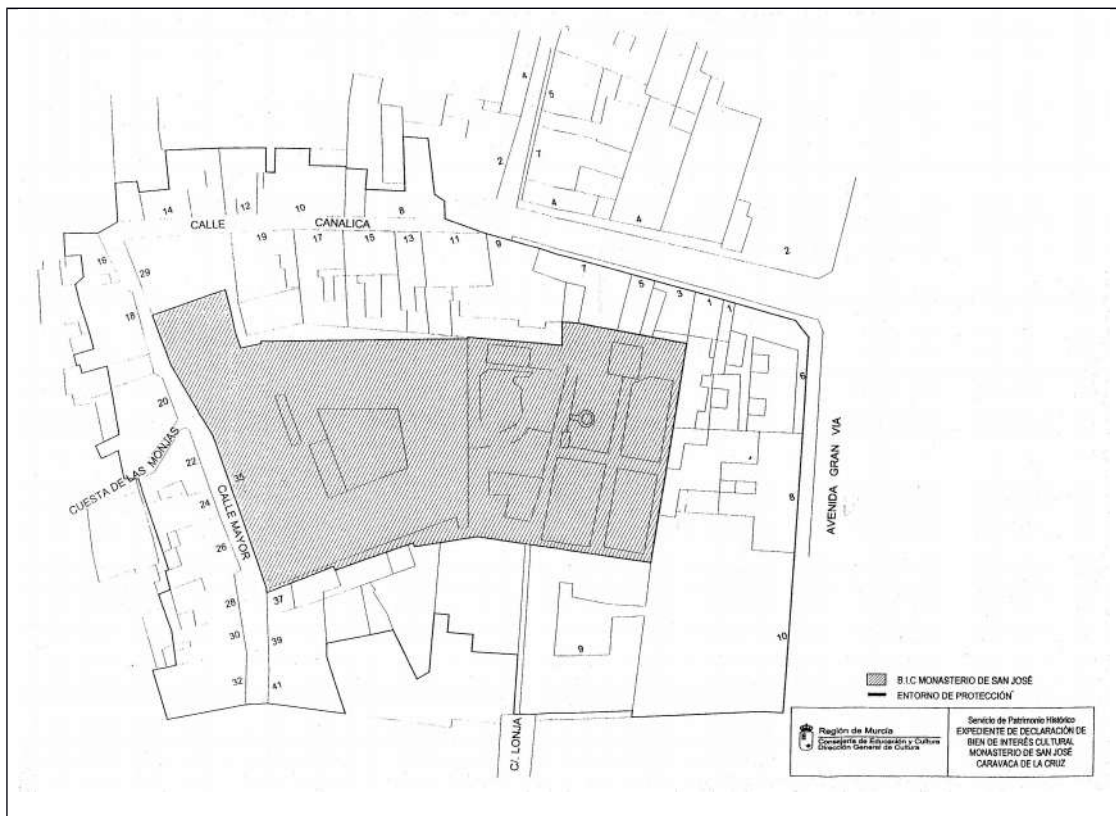 4
5
2
7
4
4
2
14
12
10
8
CALLE CANALICA
19
17
15
13
11
9
16
29
7
5
3
1
1
18
6
20
CUESTA DE LAS MONJAS
22
35
CALLE MAYOR
24
26
8
AVENIDA GRAN VIA
28
37
30
39
9
10
32
41
C/. LONJA
B.I.C MONASTERIO DE SAN JOSÉ
ENTORNO DE PROTECCIÓN
Región de Murcia
Consejería de Educación y Cultura
Dirección General de Cultura
Servicio de Patrimonio Histórico
EXPEDIENTE DE DECLARACIÓN DE
BIEN DE INTERÉS CULTURAL
MONASTERIO DE SAN JOSÉ
CARAVACA DE LA CRUZ